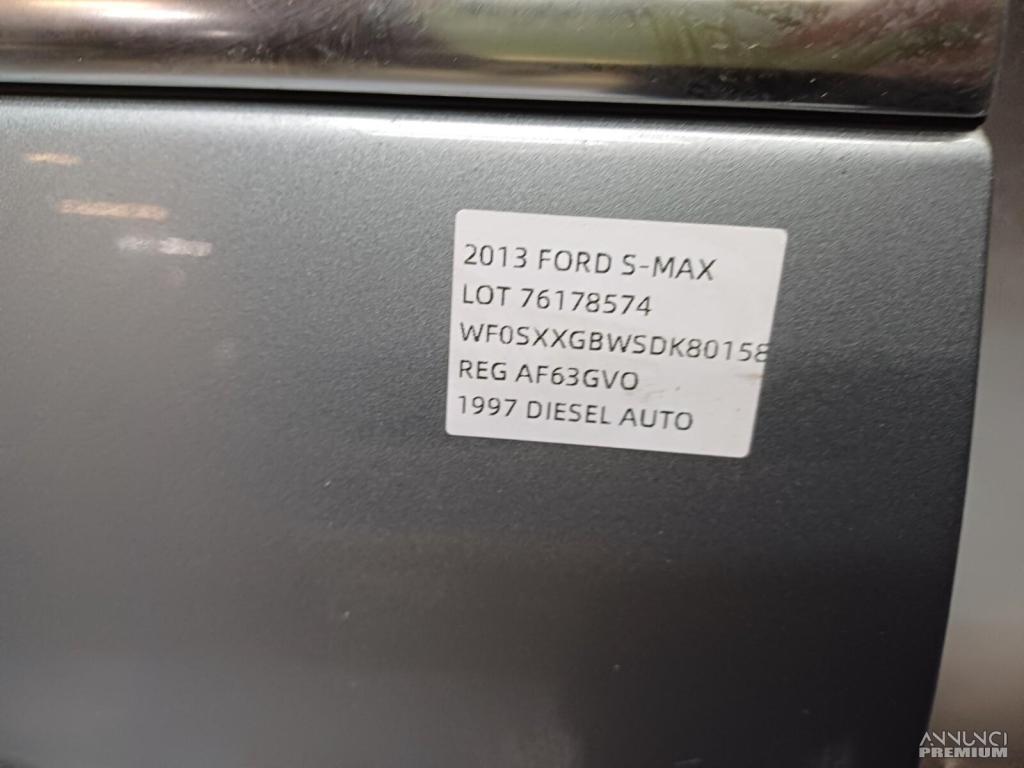 2013 FORD S-MAX
LOT 76178574
WF0SXXGBWSDK80158
REG AF63GVO
1997 DIESEL AUTO
ANNUNCI
PREMIUM